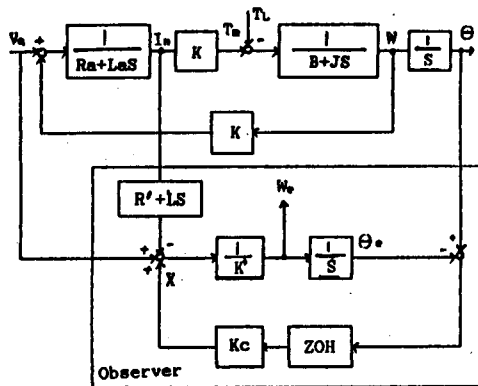 Va + + 1 / Ra+LaS Ia K Tm TL - 1 / B+JS W 1 / S θ
K
R'+LS
We
+ - + X 1 / K' 1 / S θe - +
Kc ZOH
Observer